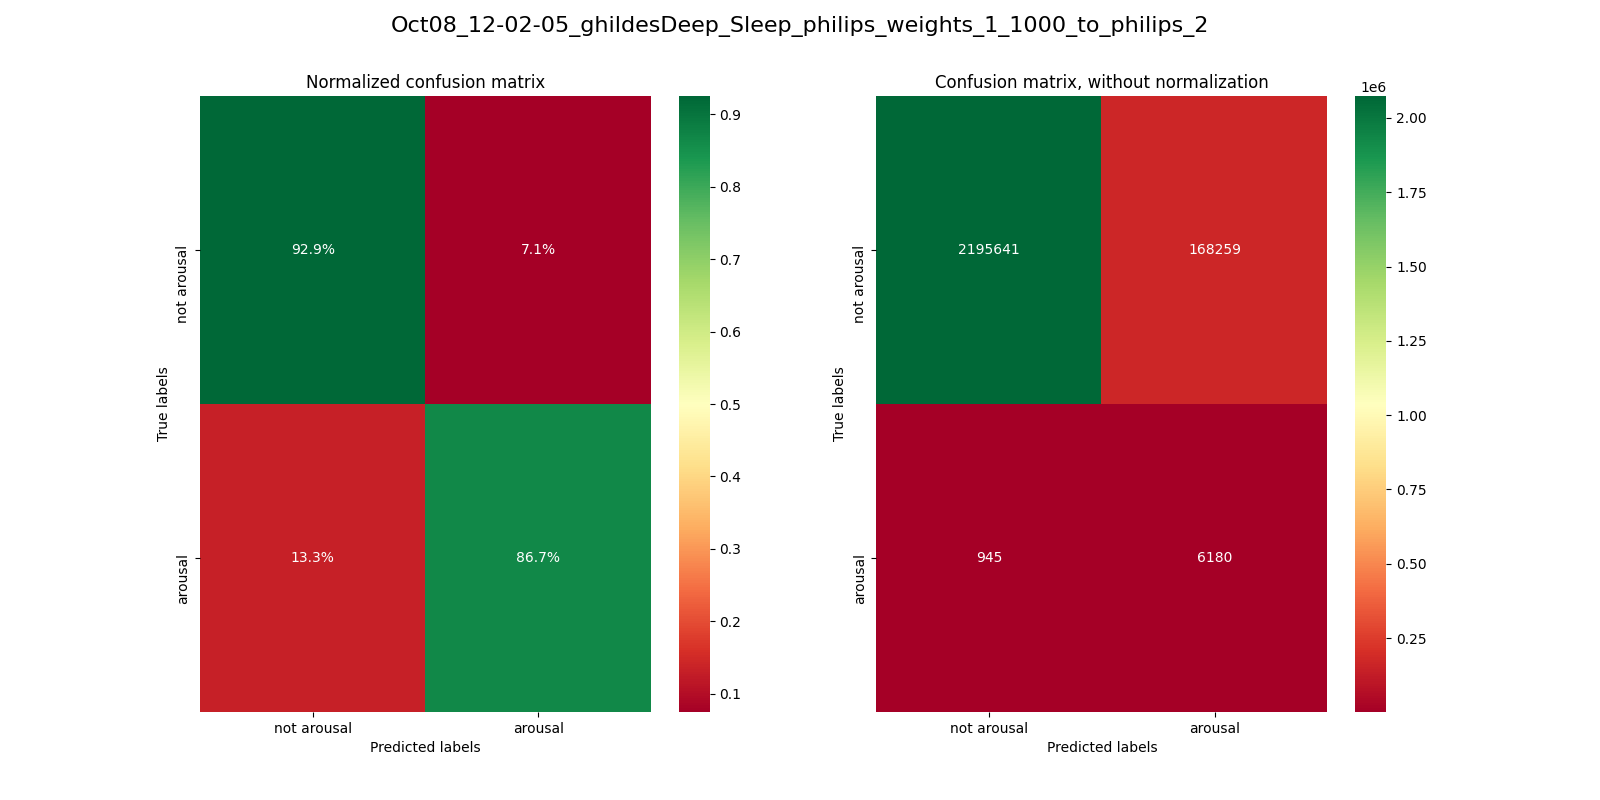 Oct08_12-02-05_ghildesDeep_Sleep_philips_weights_1_1000_to_philips_2
Normalized confusion matrix
True labels
not arousal
arousal
92.9%
7.1%
13.3%
86.7%
not arousal
arousal
Predicted labels
0.9
0.8
0.7
0.6
0.5
0.4
0.3
0.2
0.1
Confusion matrix, without normalization
True labels
not arousal
arousal
2195641
168259
945
6180
not arousal
arousal
Predicted labels
1e6
2.00
1.75
1.50
1.25
1.00
0.75
0.50
0.25